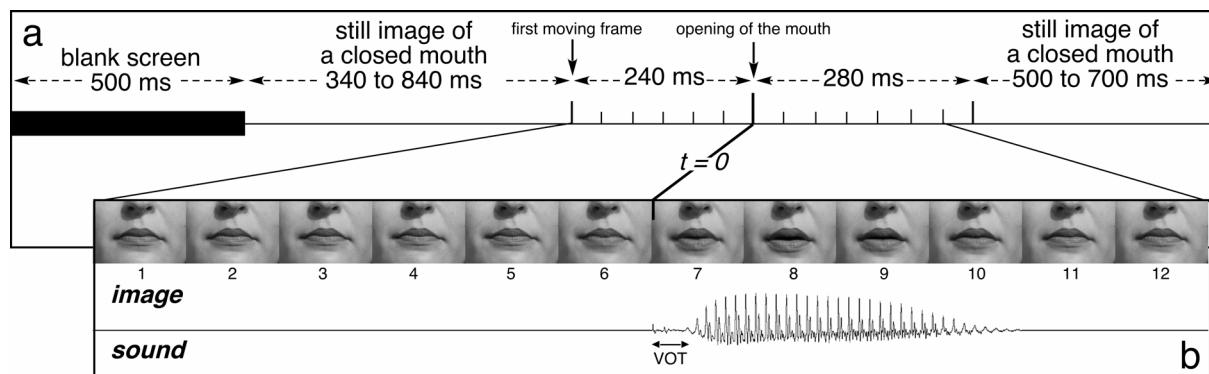 a
blank screen
500 ms
still image of
a closed mouth
340 to 840 ms
first moving frame
240 ms
opening of the mouth
280 ms
still image of
a closed mouth
500 to 700 ms
t = 0
1 2 3 4 5 6 7 8 9 10 11 12
image
sound
VOT
b